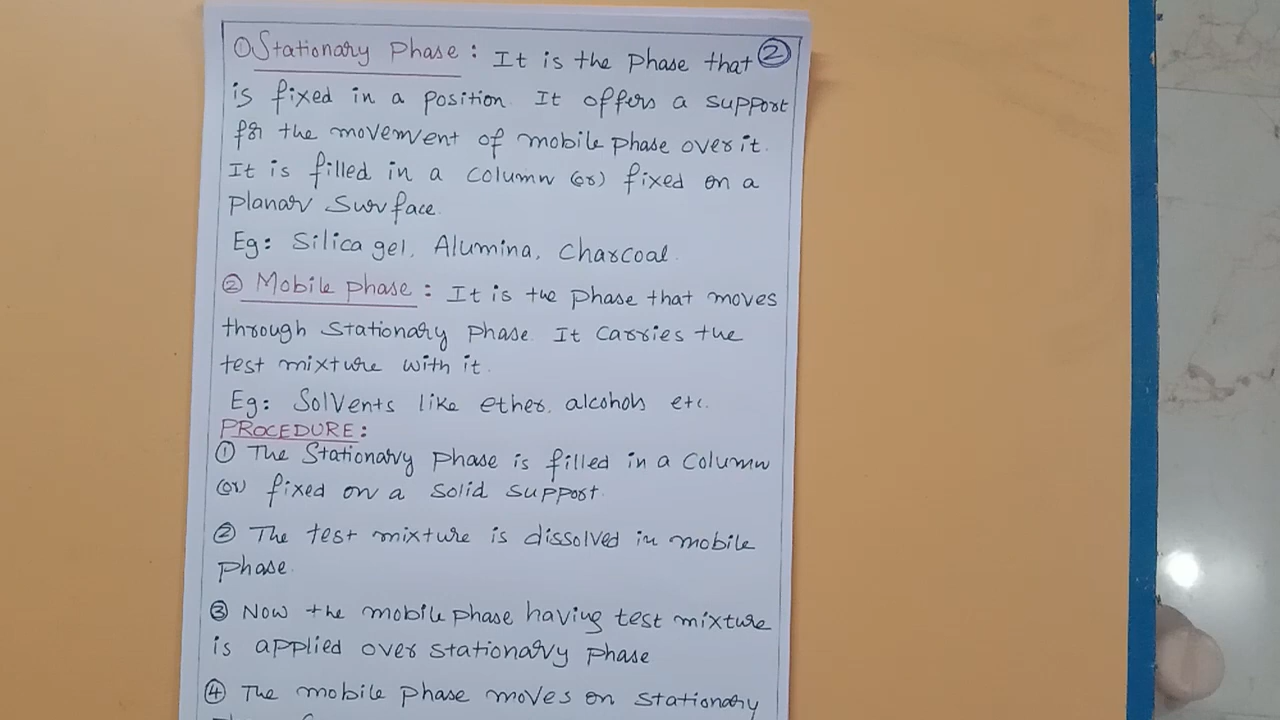 ① Stationary Phase : It is the Phase that ②
is fixed in a position. It offers a support
for the movement of mobile phase over it.
It is filled in a column (or) fixed on a
planar surface.
Eg: Silica gel, Alumina, Charcoal.
② Mobile phase : It is the phase that moves
through stationary phase. It carries the
test mixture with it.
Eg: Solvents like ether, alcohols etc.
PROCEDURE:
① The Stationary phase is filled in a column
(or) fixed on a solid support.
② The test mixture is dissolved in mobile
phase.
③ Now the mobile phase having test mixture
is applied over stationary phase
④ The mobile phase moves on stationary